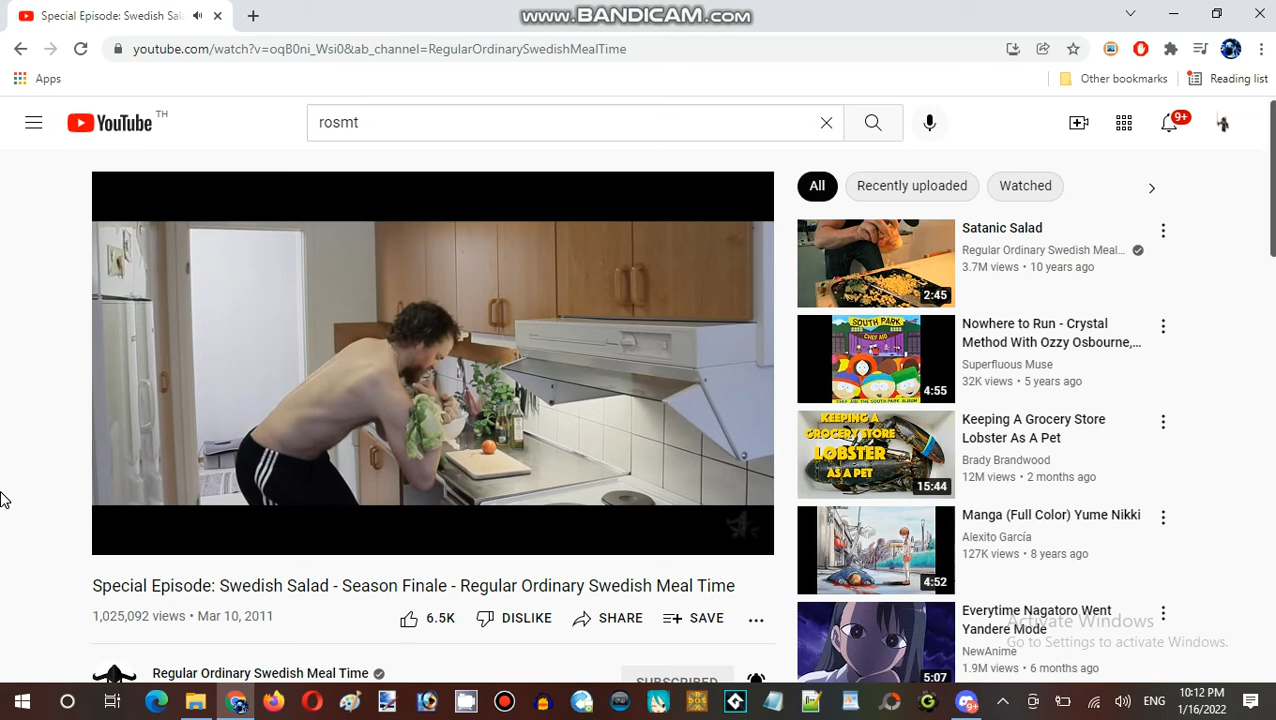 www.BANDICAM.com
Special Episode: Swedish Sal
youtube.com/watch?v=oqB0ni_Wsi0&ab_channel=RegularOrdinarySwedishMealTime
Apps
Other bookmarks
Reading list
YouTube TH
rosmt
9+
All
Recently uploaded
Watched
Satanic Salad
Regular Ordinary Swedish Meal...
3.7M views • 10 years ago
2:45
SOUTH PARK
CHEF AID
Nowhere to Run - Crystal
Method With Ozzy Osbourne,...
Superfluous Muse
32K views • 5 years ago
4:55
KEEPING A
GROCERY STORE
LOBSTER
AS A PET
Keeping A Grocery Store
Lobster As A Pet
Brady Brandwood
12M views • 2 months ago
15:44
Manga (Full Color) Yume Nikki
Alexito García
127K views • 8 years ago
4:52
Everytime Nagatoro Went
Yandere Mode
NewAnime
1.9M views • 6 months ago
5:07
Special Episode: Swedish Salad - Season Finale - Regular Ordinary Swedish Meal Time
1,025,092 views • Mar 10, 2011
6.5K
DISLIKE
SHARE
SAVE
Regular Ordinary Swedish Meal Time
SUBSCRIBED
Activate Windows
Go to Settings to activate Windows.
ENG
10:12 PM
1/16/2022